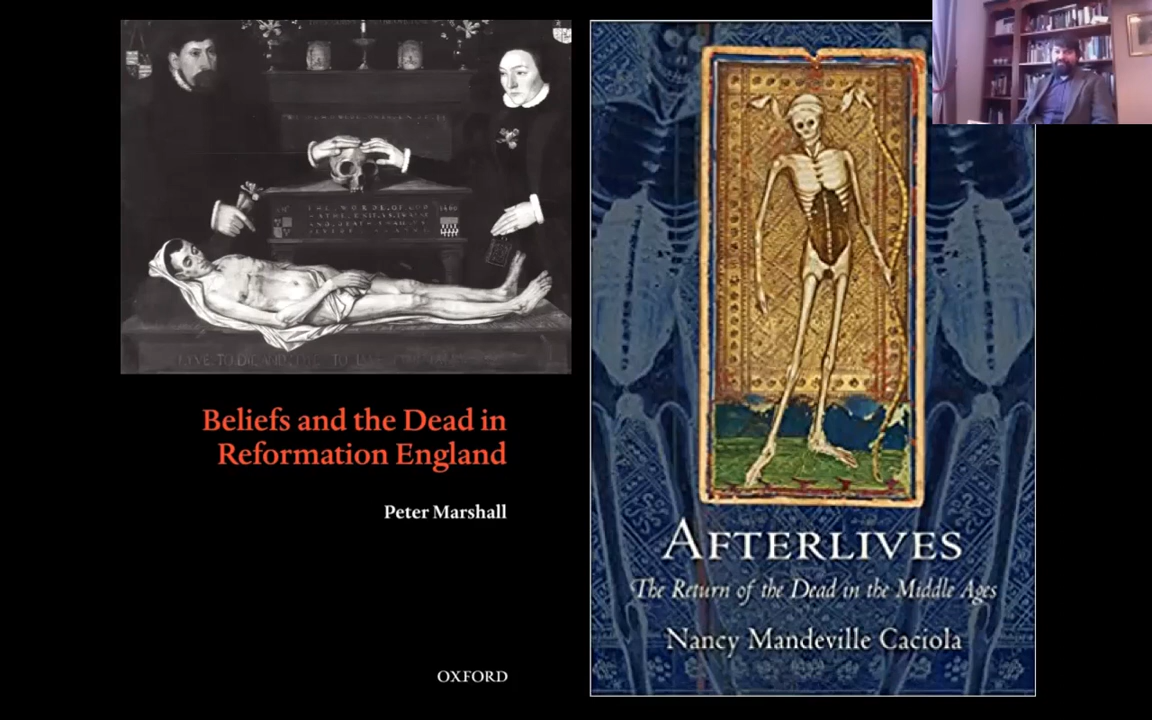 Beliefs and the Dead in
Reformation England
Peter Marshall
OXFORD
AFTERLIVES
The Return of the Dead in the Middle Ages
Nancy Mandeville Caciola